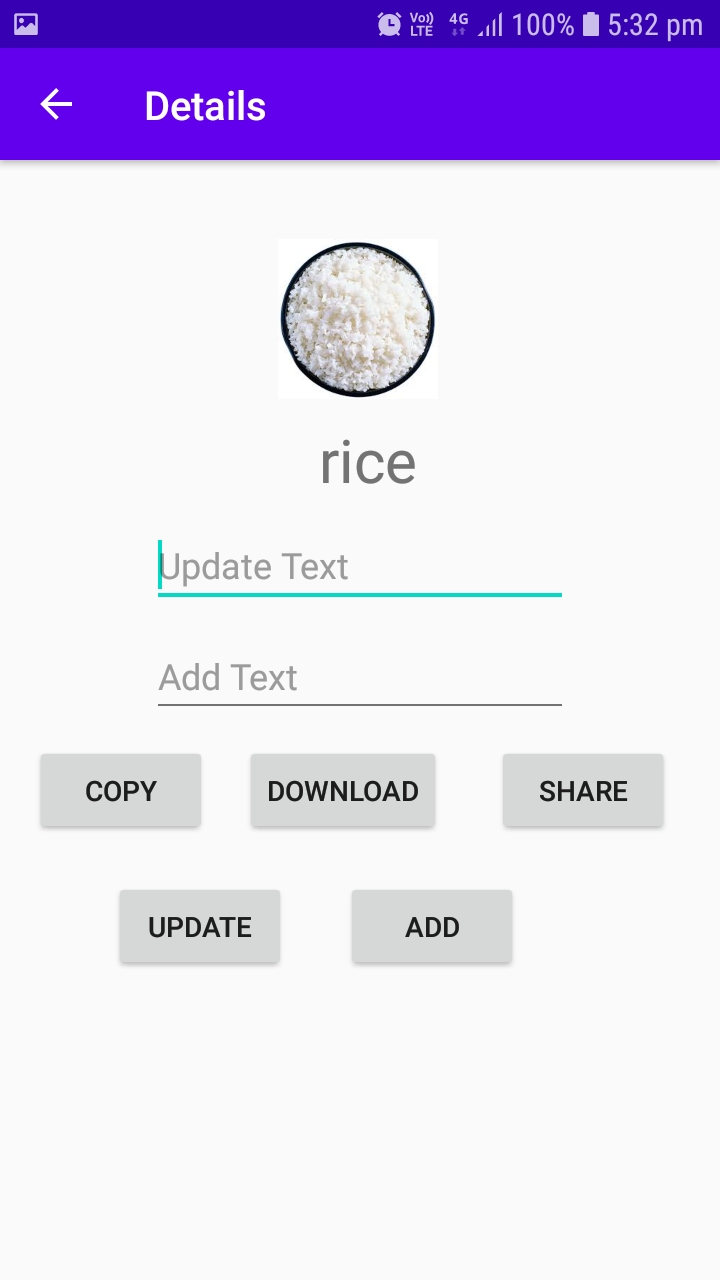 Vo)) LTE 4G 100% 5:32 pm
Details
rice
Update Text
Add Text
COPY DOWNLOAD SHARE
UPDATE ADD